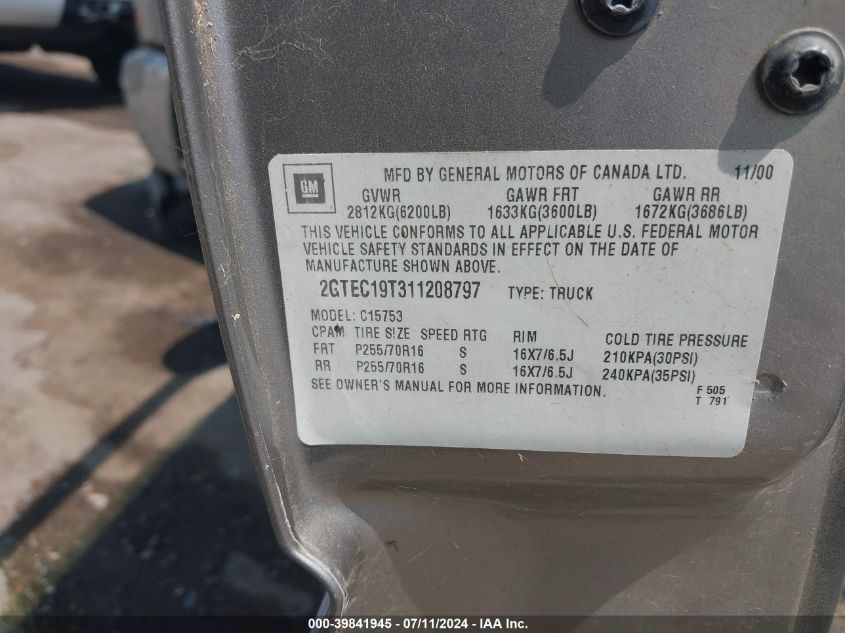 GM
MFD BY GENERAL MOTORS OF CANADA LTD. 11/00
GVWR GAWR FRT GAWR RR
2812KG(6200LB) 1633KG(3600LB) 1672KG(3686LB)
THIS VEHICLE CONFORMS TO ALL APPLICABLE U.S. FEDERAL MOTOR
VEHICLE SAFETY STANDARDS IN EFFECT ON THE DATE OF
MANUFACTURE SHOWN ABOVE.
2GTEC19T311208797 TYPE: TRUCK
MODEL: C15753
CPAM TIRE SIZE SPEED RTG RIM COLD TIRE PRESSURE
FRT P255/70R16 S 16X7/6.5J 210KPA(30PSI)
RR P255/70R16 S 16X7/6.5J 240KPA(35PSI)
SEE OWNER'S MANUAL FOR MORE INFORMATION. F 505
T 791
000-39841945 / 07/11/2024 - IAA Inc.